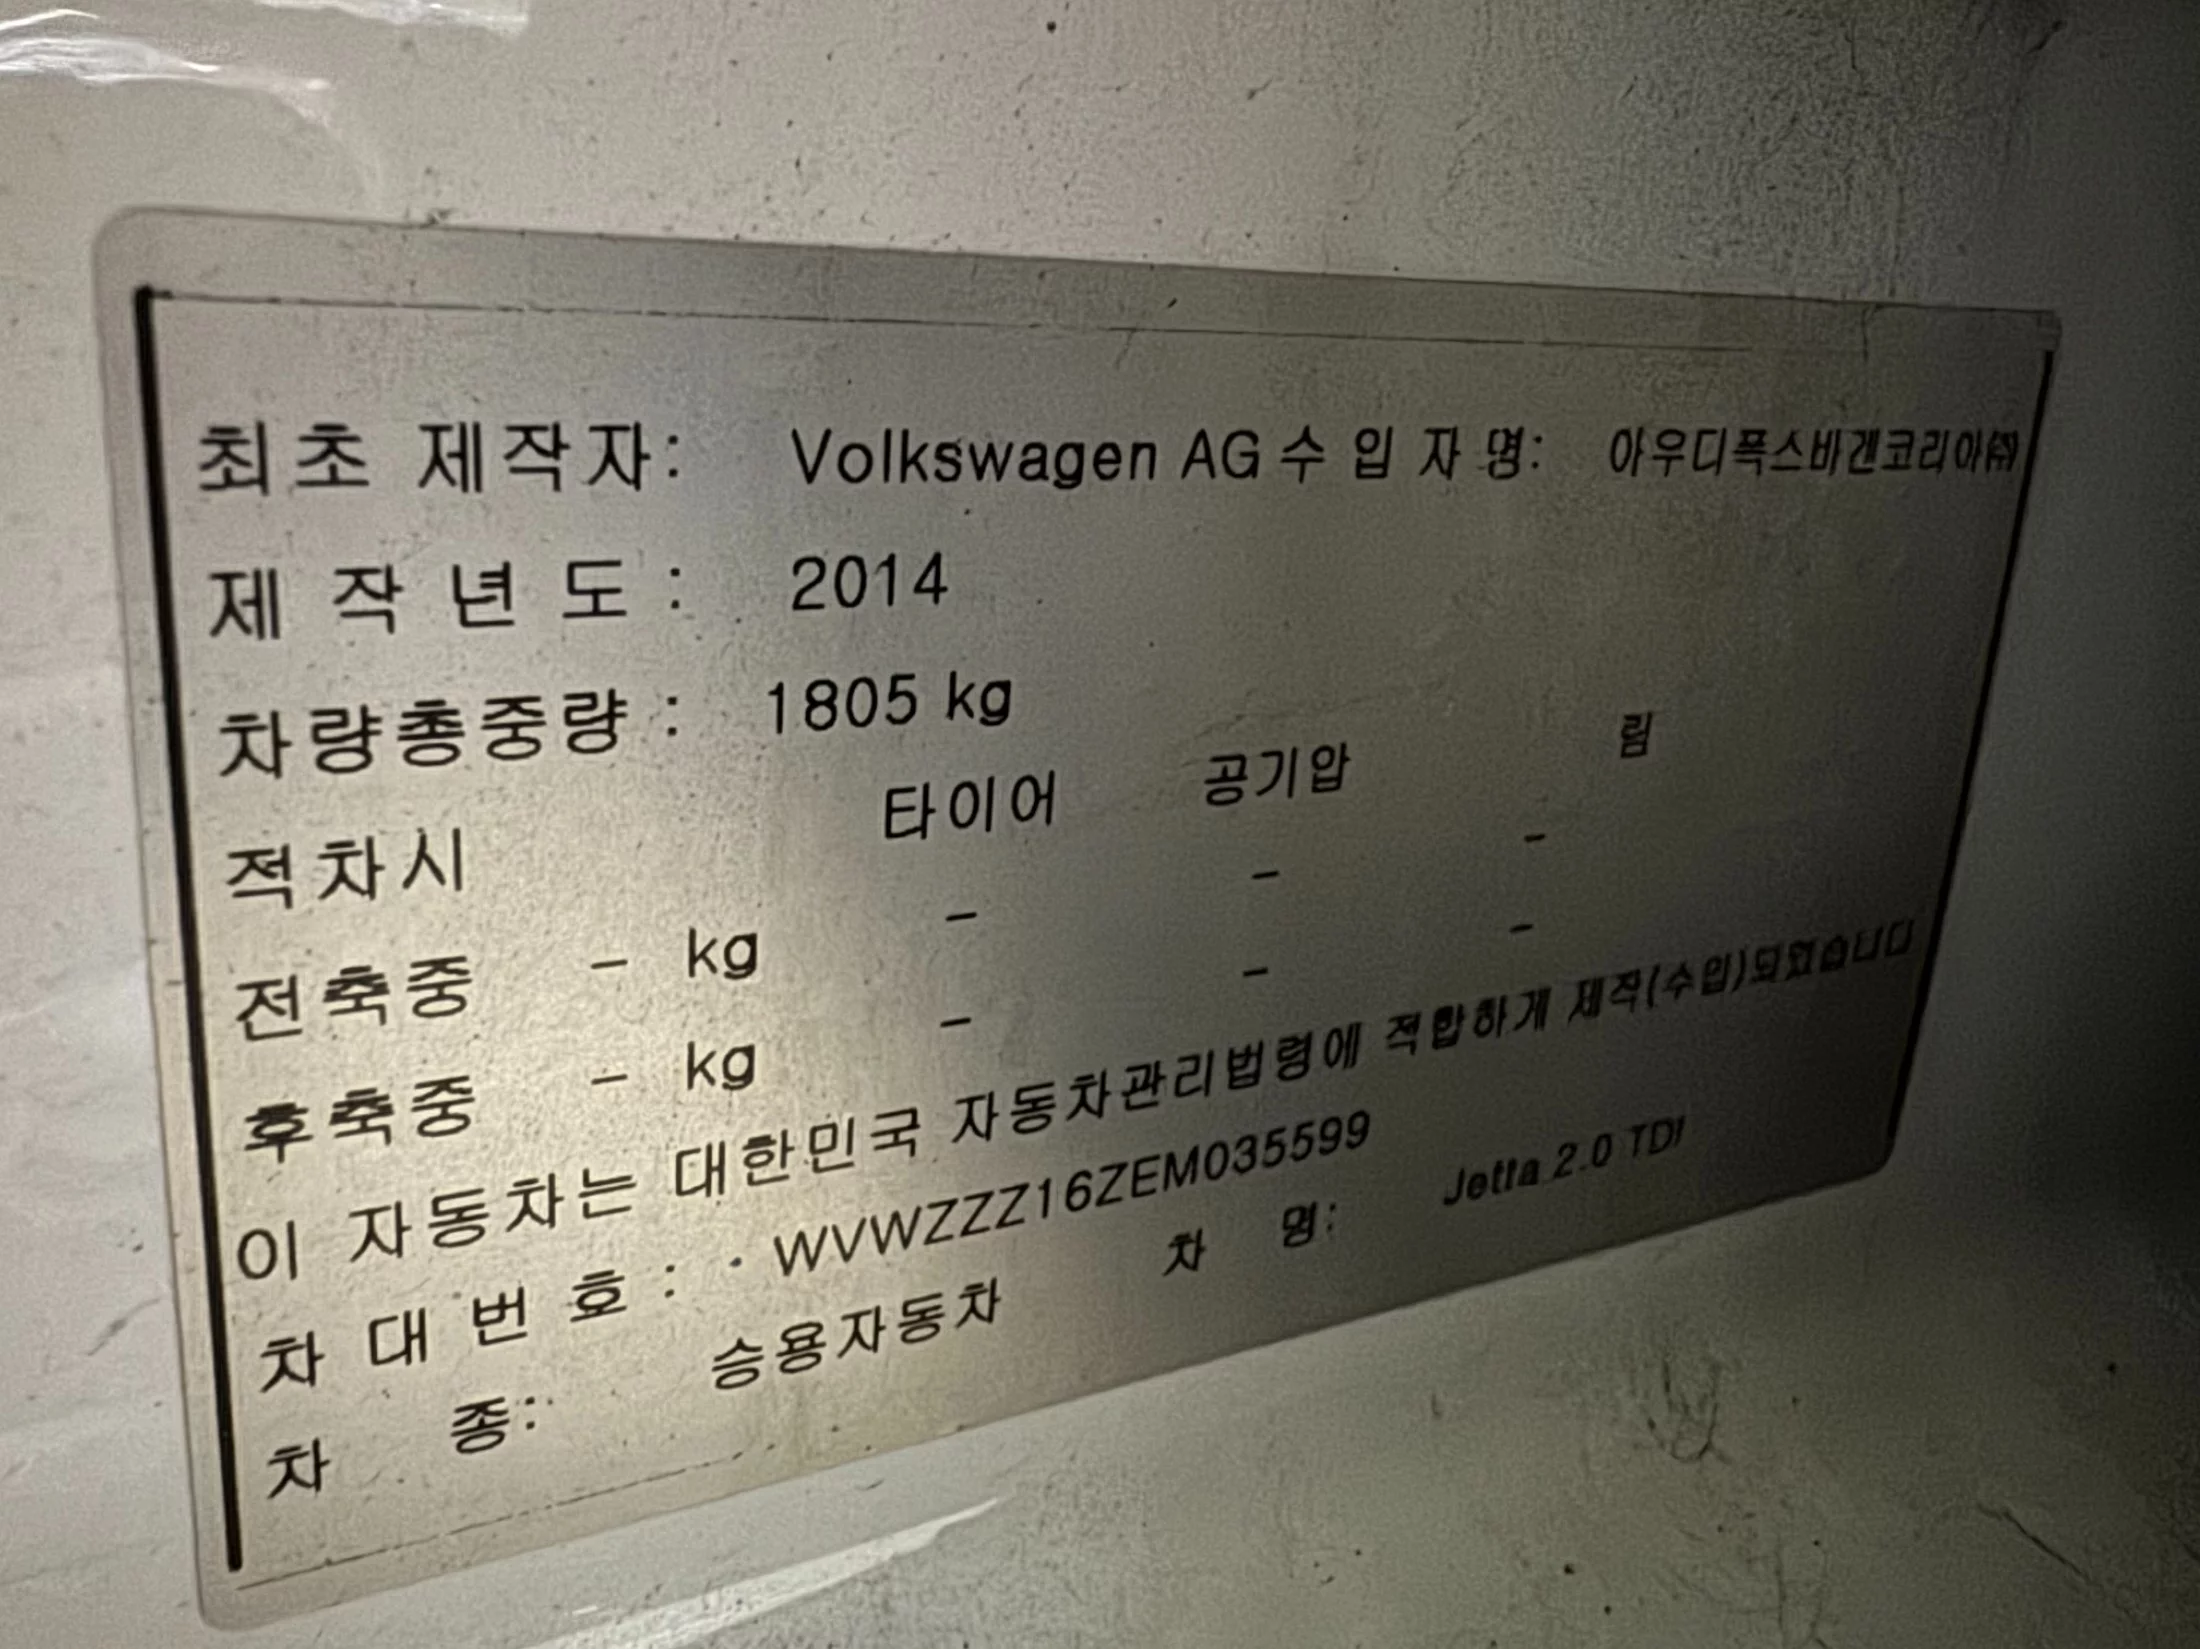 최초 제작자: Volkswagen AG 수 입 자 명: 아우디폭스바겐코리아㈜
제 작 년 도 : 2014
차량총중량 : 1805 kg
적차시 타이어 공기압 림
전축중 - kg - - -
후축중 - kg - - -
이 자동차는 대한민국 자동차관리법령에 적합하게 제작(수입)되었습니다
차 대 번 호 : WVWZZZ16ZEM035599
차 종: 승용자동차 차 명: Jetta 2.0 TDI